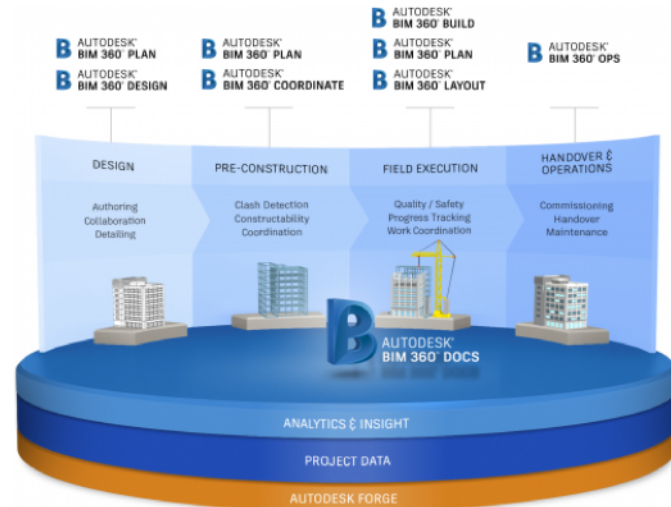 AUTODESK®
BIM 360® PLAN
AUTODESK®
BIM 360® DESIGN
AUTODESK®
BIM 360® PLAN
AUTODESK®
BIM 360® COORDINATE
AUTODESK®
BIM 360® BUILD
AUTODESK®
BIM 360® PLAN
AUTODESK®
BIM 360® LAYOUT
AUTODESK®
BIM 360® OPS
DESIGN
Authoring
Collaboration
Detailing
PRE-CONSTRUCTION
Clash Detection
Constructability
Coordination
FIELD EXECUTION
Quality / Safety
Progress Tracking
Work Coordination
HANDOVER &
OPERATIONS
Commissioning
Handover
Maintenance
AUTODESK®
BIM 360® DOCS
ANALYTICS & INSIGHT
PROJECT DATA
AUTODESK FORGE